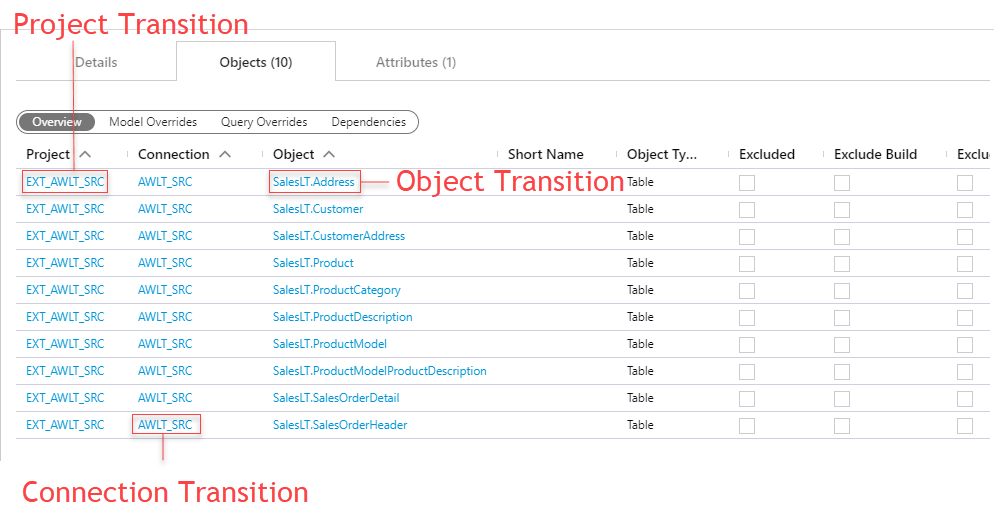 Project Transition
Details Objects (10) Attributes (1)
Overview Model Overrides Query Overrides Dependencies
Project Connection Object Short Name Object Ty... Excluded Exclude Build Exclu
EXT_AWLT_SRC AWLT_SRC SalesLT.Address Object Transition Table
EXT_AWLT_SRC AWLT_SRC SalesLT.Customer Table
EXT_AWLT_SRC AWLT_SRC SalesLT.CustomerAddress Table
EXT_AWLT_SRC AWLT_SRC SalesLT.Product Table
EXT_AWLT_SRC AWLT_SRC SalesLT.ProductCategory Table
EXT_AWLT_SRC AWLT_SRC SalesLT.ProductDescription Table
EXT_AWLT_SRC AWLT_SRC SalesLT.ProductModel Table
EXT_AWLT_SRC AWLT_SRC SalesLT.ProductModelProductDescription Table
EXT_AWLT_SRC AWLT_SRC SalesLT.SalesOrderDetail Table
EXT_AWLT_SRC AWLT_SRC SalesLT.SalesOrderHeader Table
Connection Transition